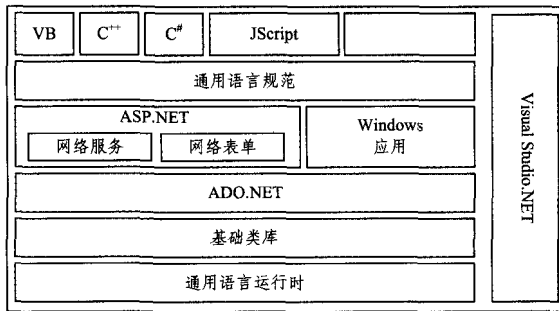 VB C++ C# JScript
通用语言规范
ASP.NET
网络服务 网络表单
Windows
应用
ADO.NET
基础类库
通用语言运行时
Visual Studio.NET